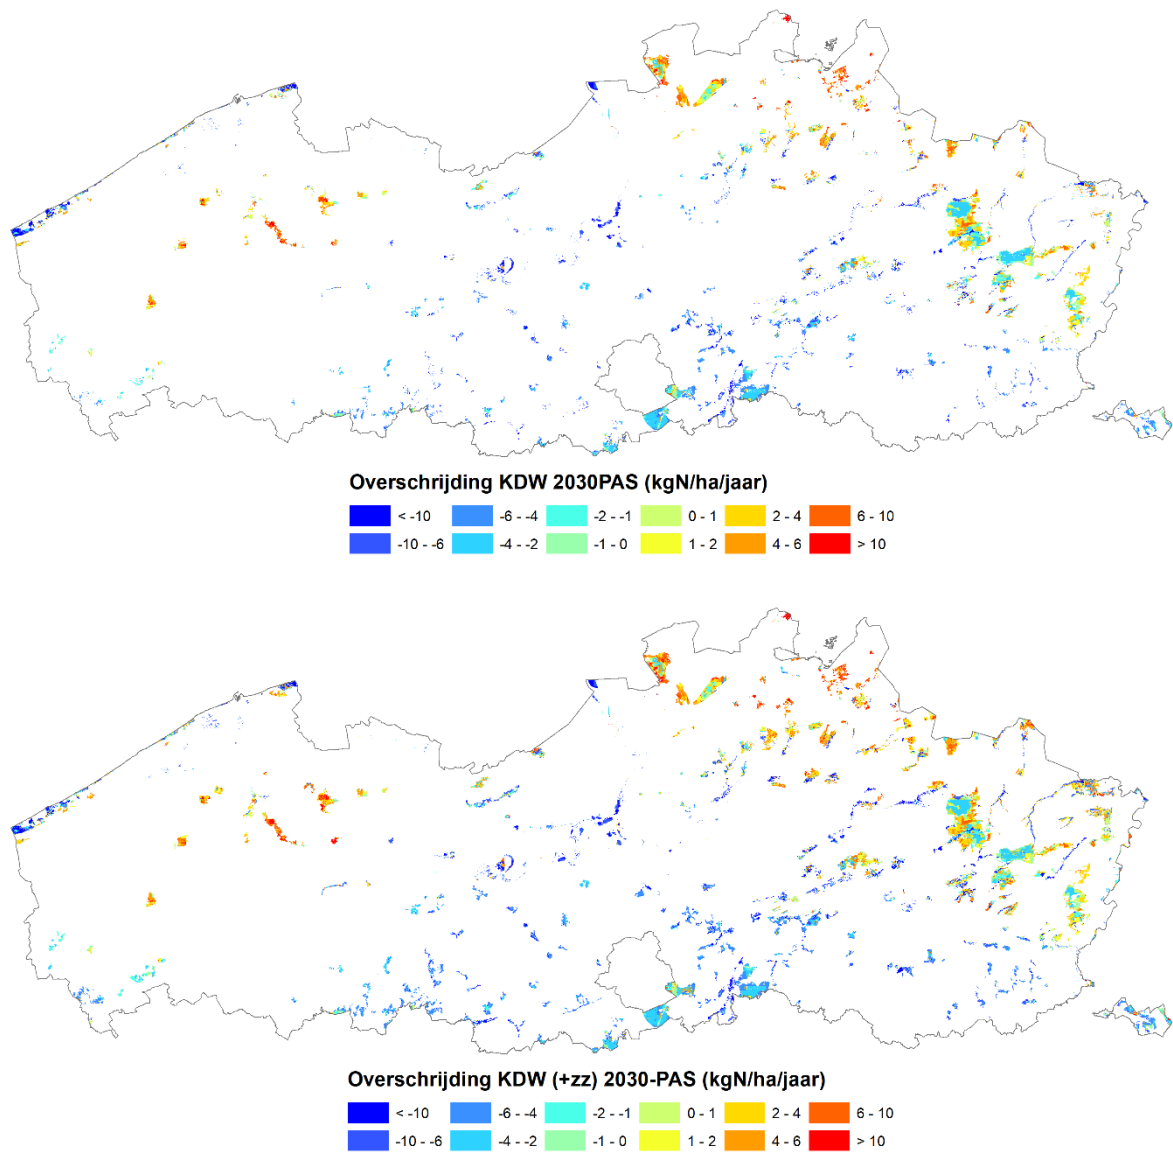 Overschrijding KDW 2030PAS (kgN/ha/jaar)
< -10 -6 - -4 -2 - -1 0 - 1 2 - 4 6 - 10
-10 - -6 -4 - -2 -1 - 0 1 - 2 4 - 6 > 10
Overschrijding KDW (+zz) 2030-PAS (kgN/ha/jaar)
< -10 -6 - -4 -2 - -1 0 - 1 2 - 4 6 - 10
-10 - -6 -4 - -2 -1 - 0 1 - 2 4 - 6 > 10